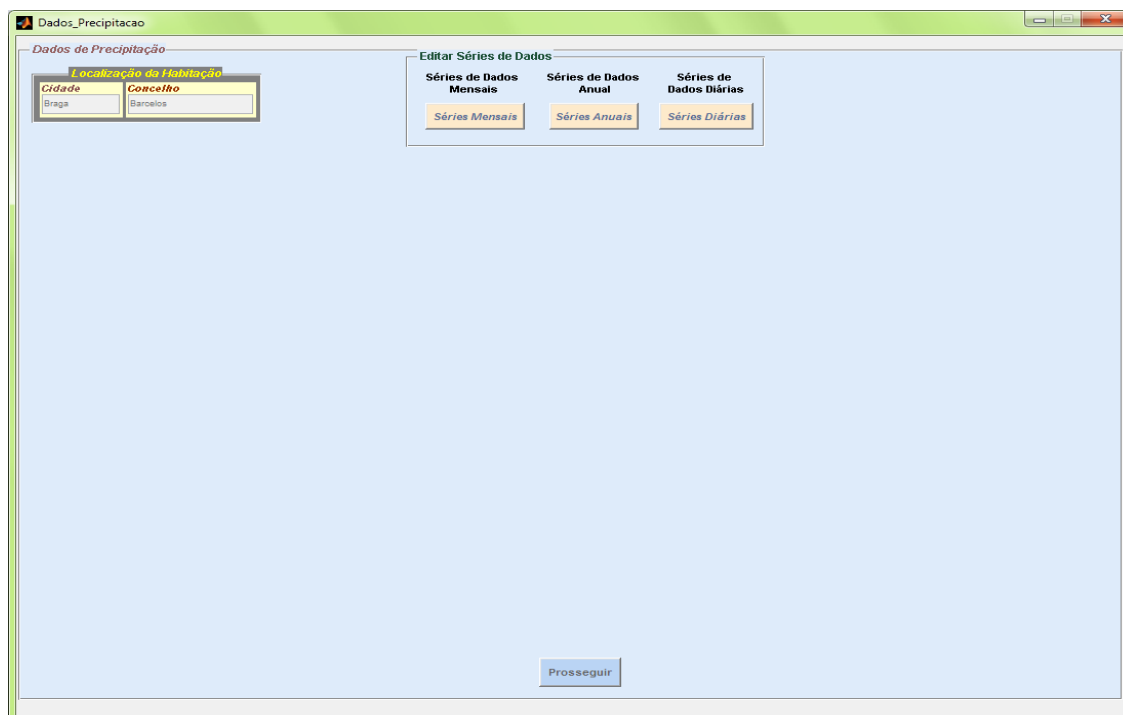 Dados_Precipitacao
Dados de Precipitação
Localização da Habitação
Cidade
Concelho
Braga
Barcelos
Editar Séries de Dados
Séries de Dados
Mensais
Séries de Dados
Anual
Séries de
Dados Diárias
Séries Mensais
Séries Anuais
Séries Diárias
Prosseguir